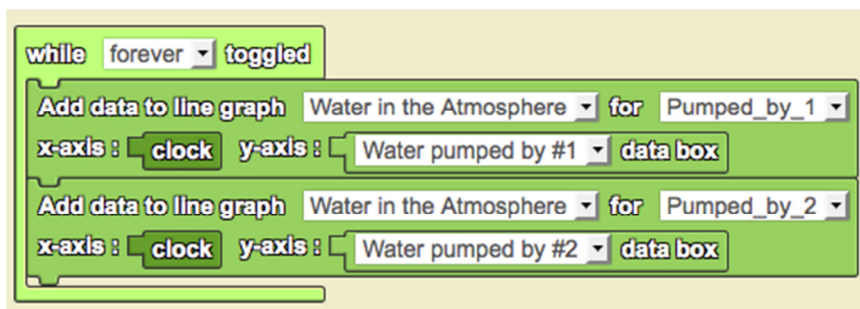 while forever toggled
Add data to line graph Water in the Atmosphere for Pumped_by_1
x-axis : clock y-axis : Water pumped by #1 data box
Add data to line graph Water in the Atmosphere for Pumped_by_2
x-axis : clock y-axis : Water pumped by #2 data box